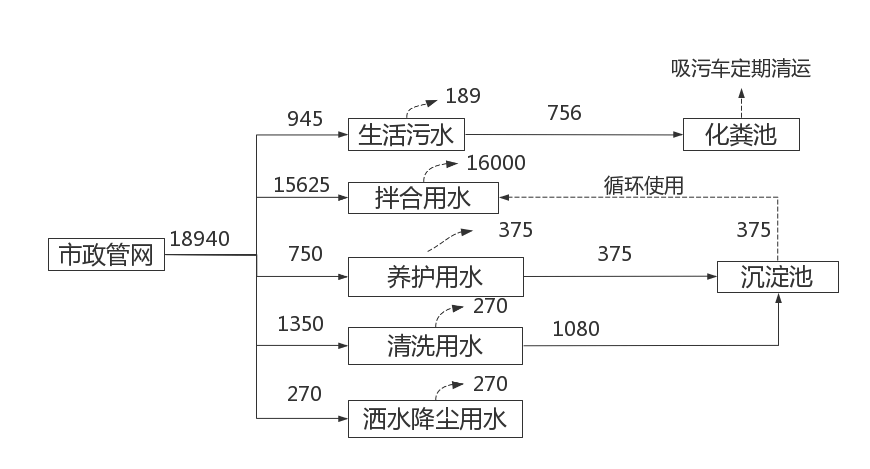 吸污车定期清运
189
945
756
生活污水
化粪池
16000
15625
循环使用
拌合用水
18940
375
375
市政管网
750
375
养护用水
沉淀池
270
1350
1080
清洗用水
270
270
洒水降尘用水